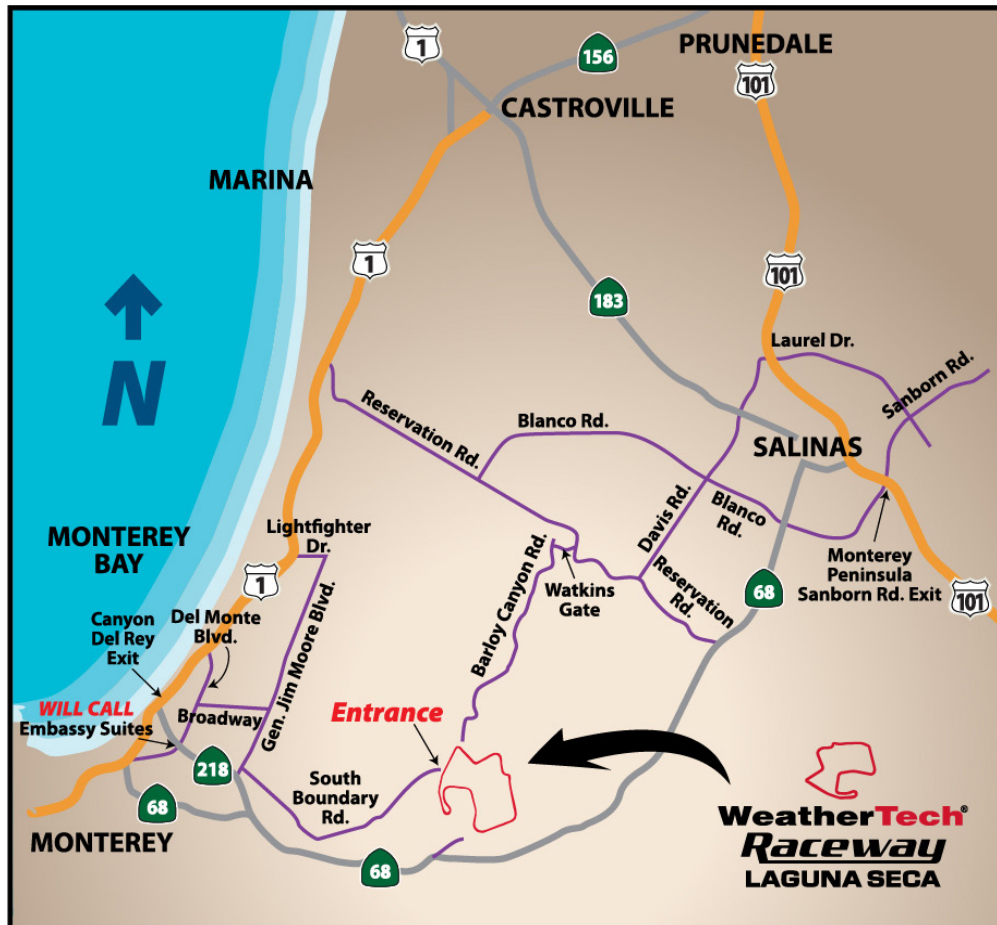 1
156
PRUNEDALE
101
CASTROVILLE
MARINA
1
101
183
N
Laurel Dr.
Sanborn Rd.
Reservation Rd.
Blanco Rd.
SALINAS
Davis Rd.
Blanco
Rd.
MONTEREY
BAY
Lightfighter
Dr.
1
Barloy Canyon Rd.
Watkins
Gate
Reservation
Rd.
68
Monterey
Peninsula
Sanborn Rd. Exit
101
Canyon
Del Rey
Exit
Del Monte
Blvd.
Gen. Jim Moore Blvd.
WILL CALL
Embassy Suites
Broadway
Entrance
218
South
Boundary
Rd.
68
MONTEREY
68
WeatherTech®
Raceway
LAGUNA SECA